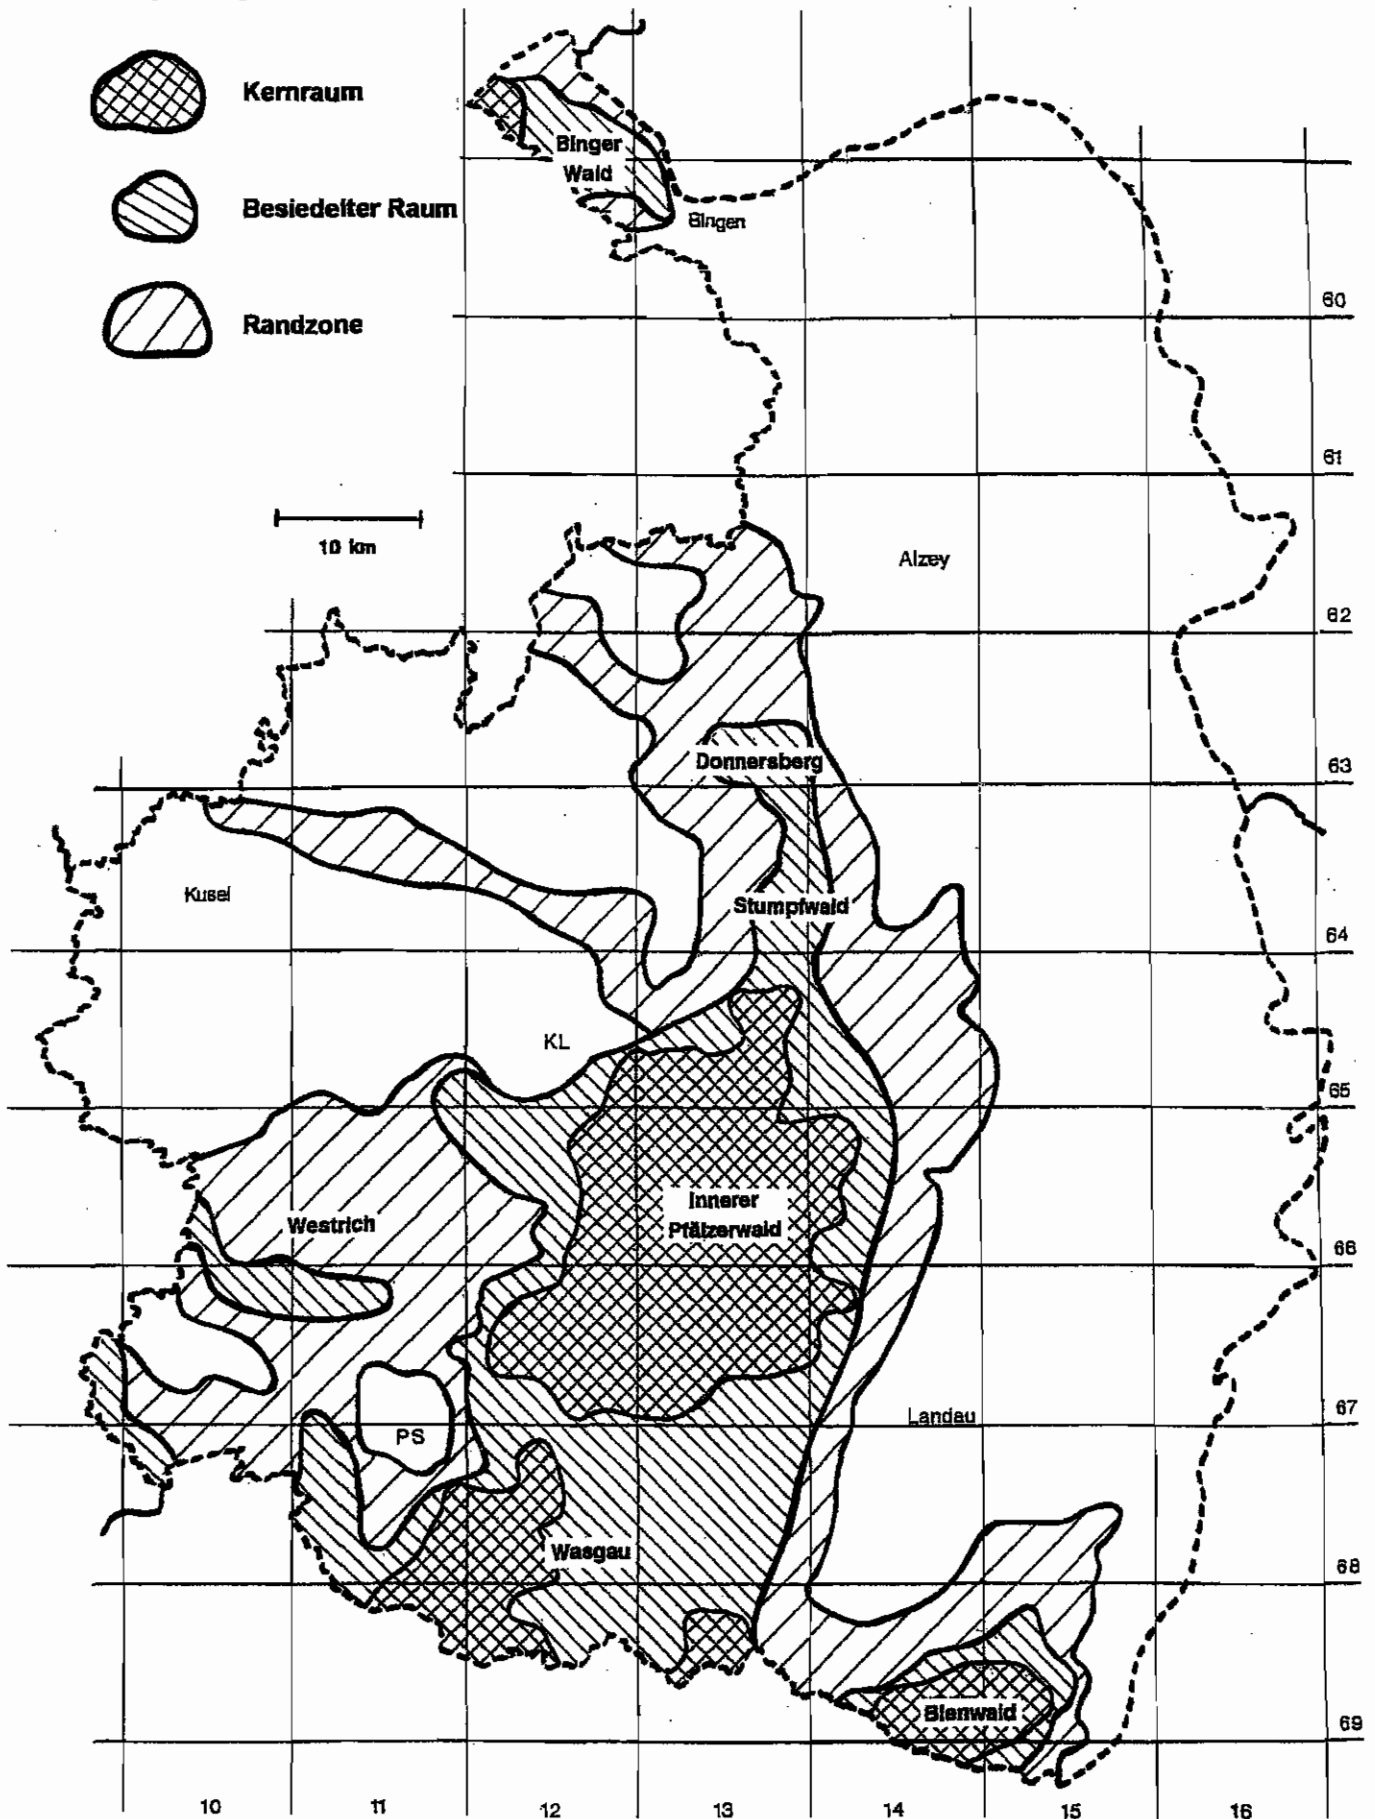 Kernraum
Besiedelter Raum
Randzone
Binger
Wald
Bingen
60
61
10 km
Alzey
62
Donnersberg
63
Kusel
Stumpfwald
64
KL
65
Innerer
Pfälzerwald
Westrich
66
Landau
67
PS
Wasgau
68
Bienwald
69
10
11
12
13
14
15
16